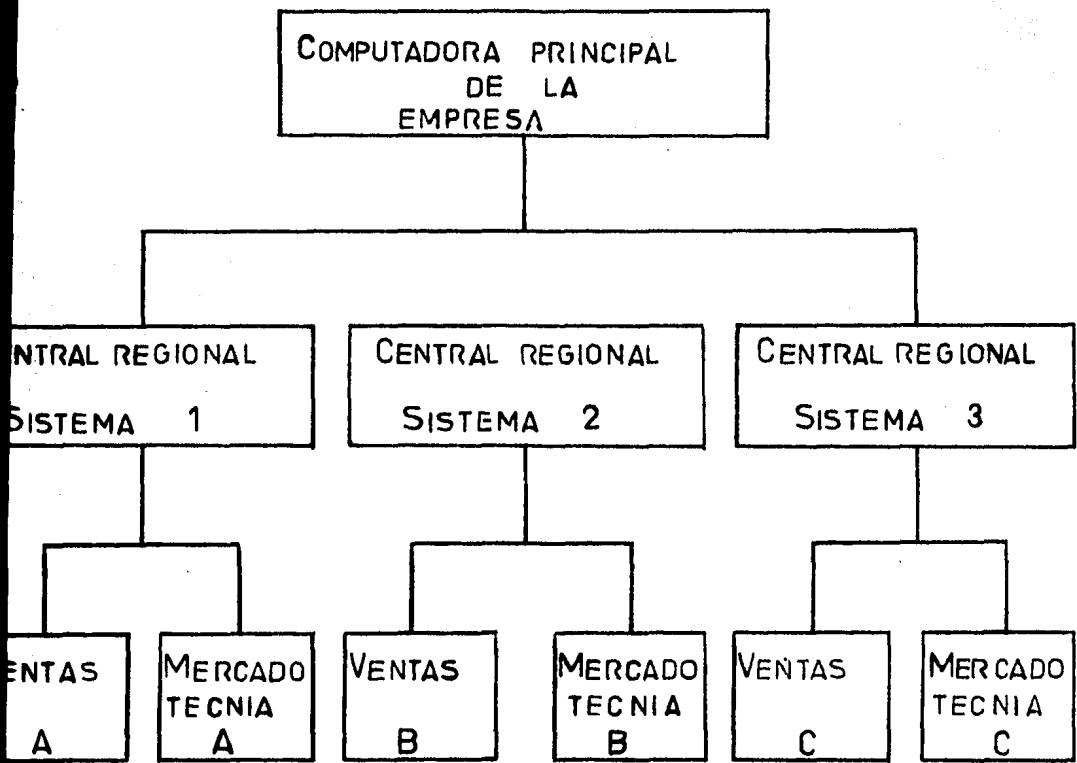 COMPUTADORA PRINCIPAL
DE LA
EMPRESA
NTRAL REGIONAL
SISTEMA 1
CENTRAL REGIONAL
SISTEMA 2
CENTRAL REGIONAL
SISTEMA 3
ENTAS
A
MERCADO
TECNIA
A
VENTAS
B
MERCADO
TECNIA
B
VENTAS
C
MERCADO
TECNIA
C